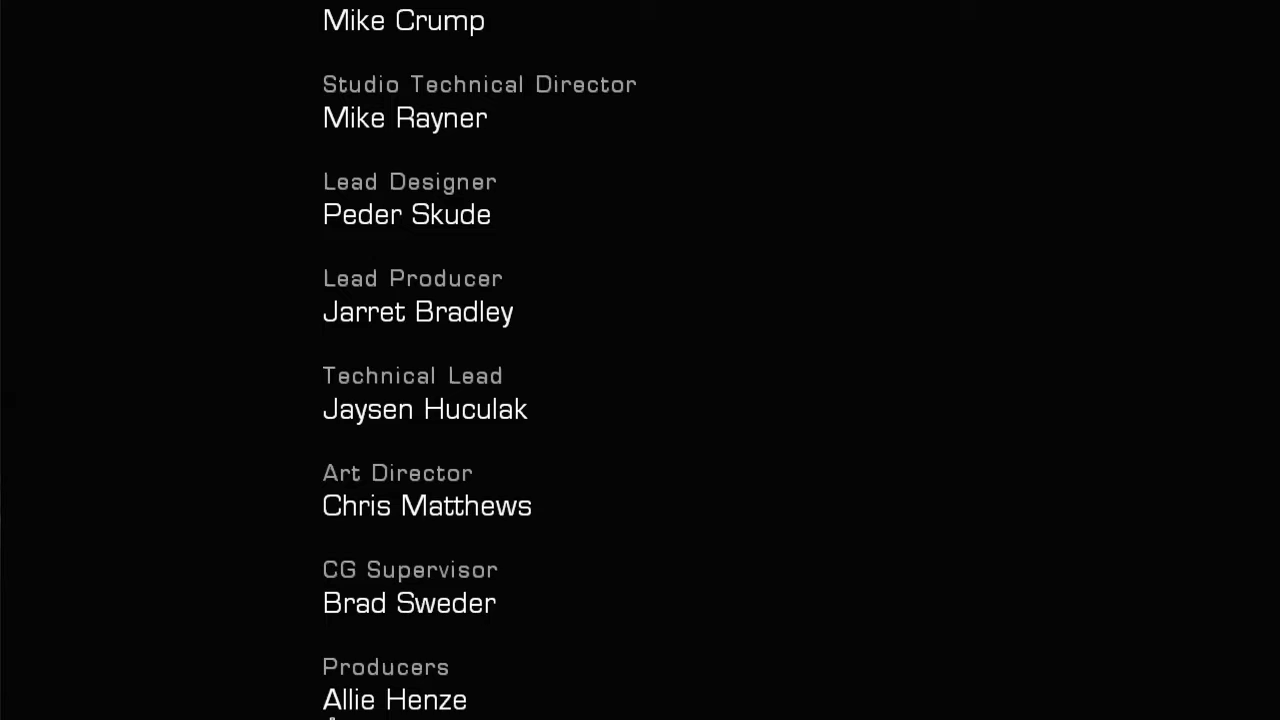 Mike Crump
Studio Technical Director
Mike Rayner
Lead Designer
Peder Skude
Lead Producer
Jarret Bradley
Technical Lead
Jaysen Huculak
Art Director
Chris Matthews
CG Supervisor
Brad Sweder
Producers
Allie Henze